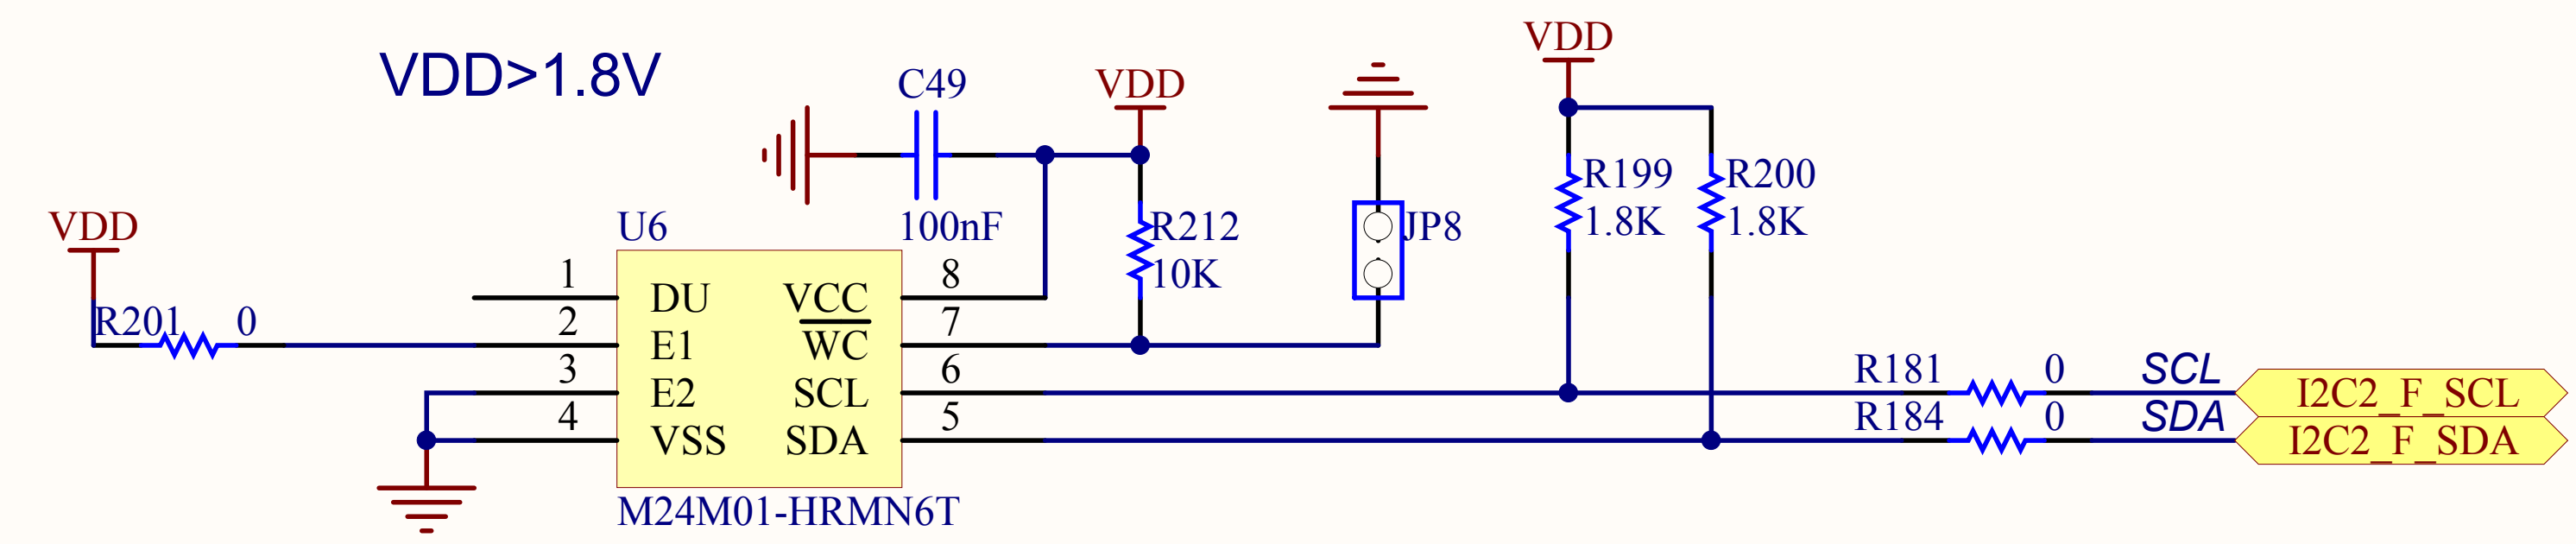 VDD>1.8V
VDD
C49
VDD
VDD
R199
1.8K
R200
1.8K
U6
100nF
R212
10K
JP8
R201 0
1 DU VCC 8
2 E1 WC 7
3 E2 SCL 6
4 VSS SDA 5
M24M01-HRMN6T
R181 0 SCL I2C2_F_SCL
R184 0 SDA I2C2_F_SDA